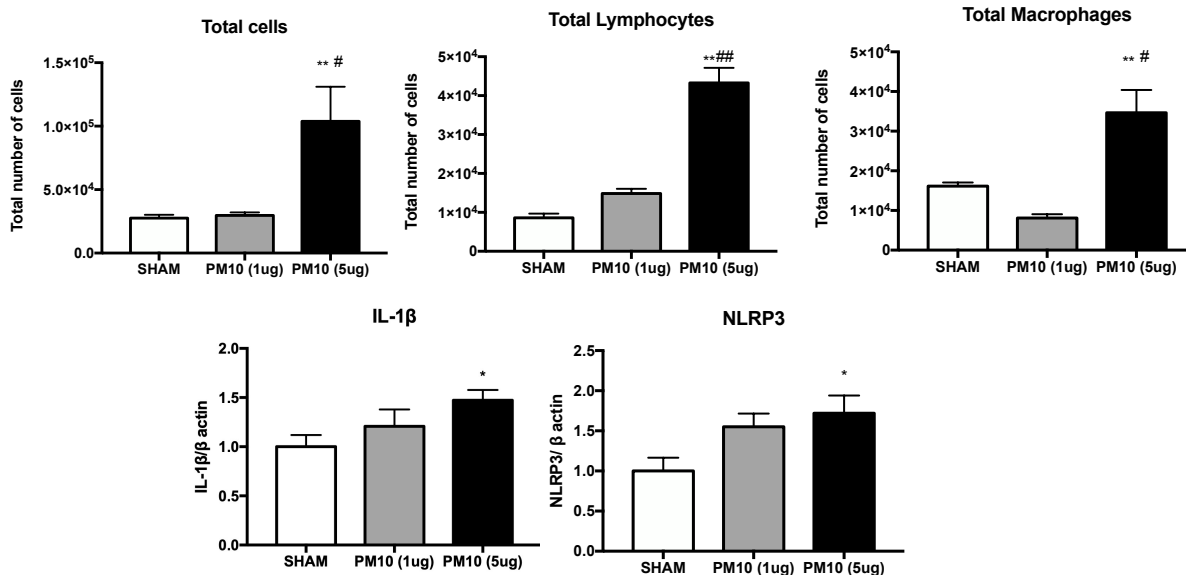 Total cells
Total number of cells
1.5×10⁵
1.0×10⁵
5.0×10⁴
0.0
** #
SHAM PM10 (1ug) PM10 (5ug)
Total Lymphocytes
Total number of cells
5×10⁴
4×10⁴
3×10⁴
2×10⁴
1×10⁴
0
**##
SHAM PM10 (1ug) PM10 (5ug)
Total Macrophages
Total number of cells
5×10⁴
4×10⁴
3×10⁴
2×10⁴
1×10⁴
0
** #
SHAM PM10 (1ug) PM10 (5ug)
IL-1β
IL-1β/β actin
2.0
1.5
1.0
0.5
0.0
*
SHAM PM10 (1ug) PM10 (5ug)
NLRP3
NLRP3/ β actin
2.5
2.0
1.5
1.0
0.5
0.0
*
SHAM PM10 (1ug) PM10 (5ug)